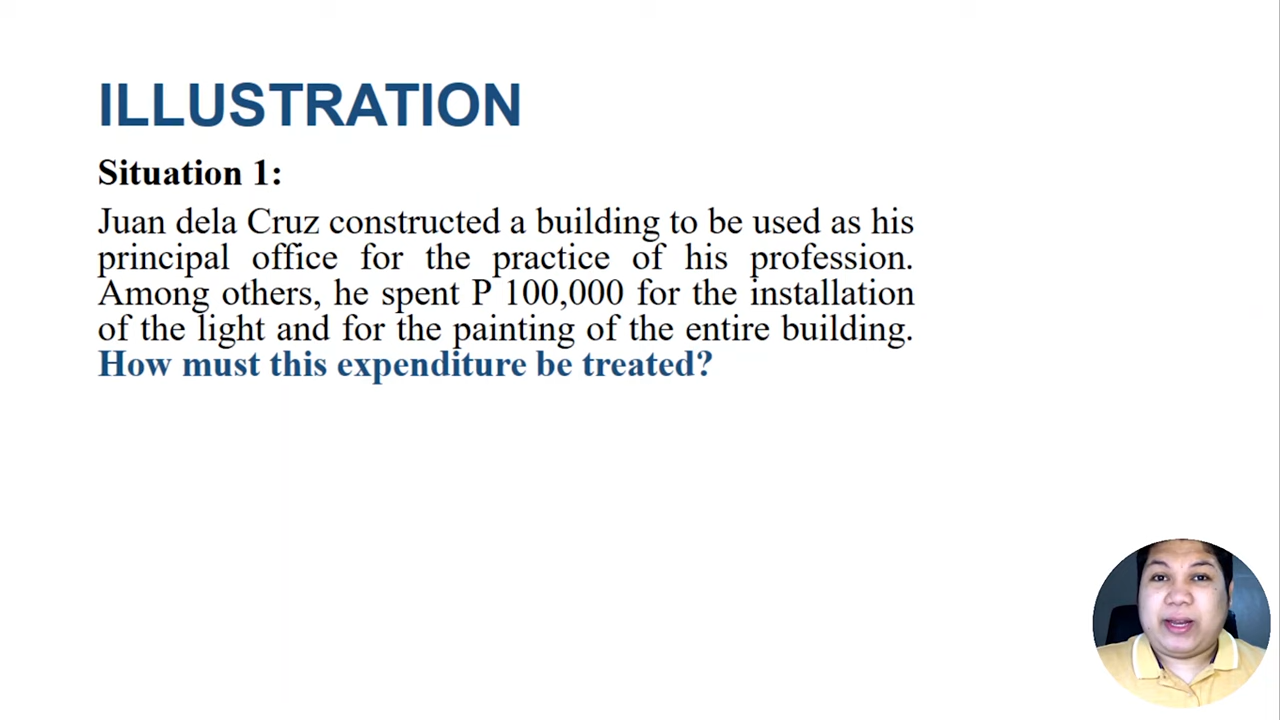 ILLUSTRATION
Situation 1:
Juan dela Cruz constructed a building to be used as his
principal office for the practice of his profession.
Among others, he spent P 100,000 for the installation
of the light and for the painting of the entire building.
How must this expenditure be treated?